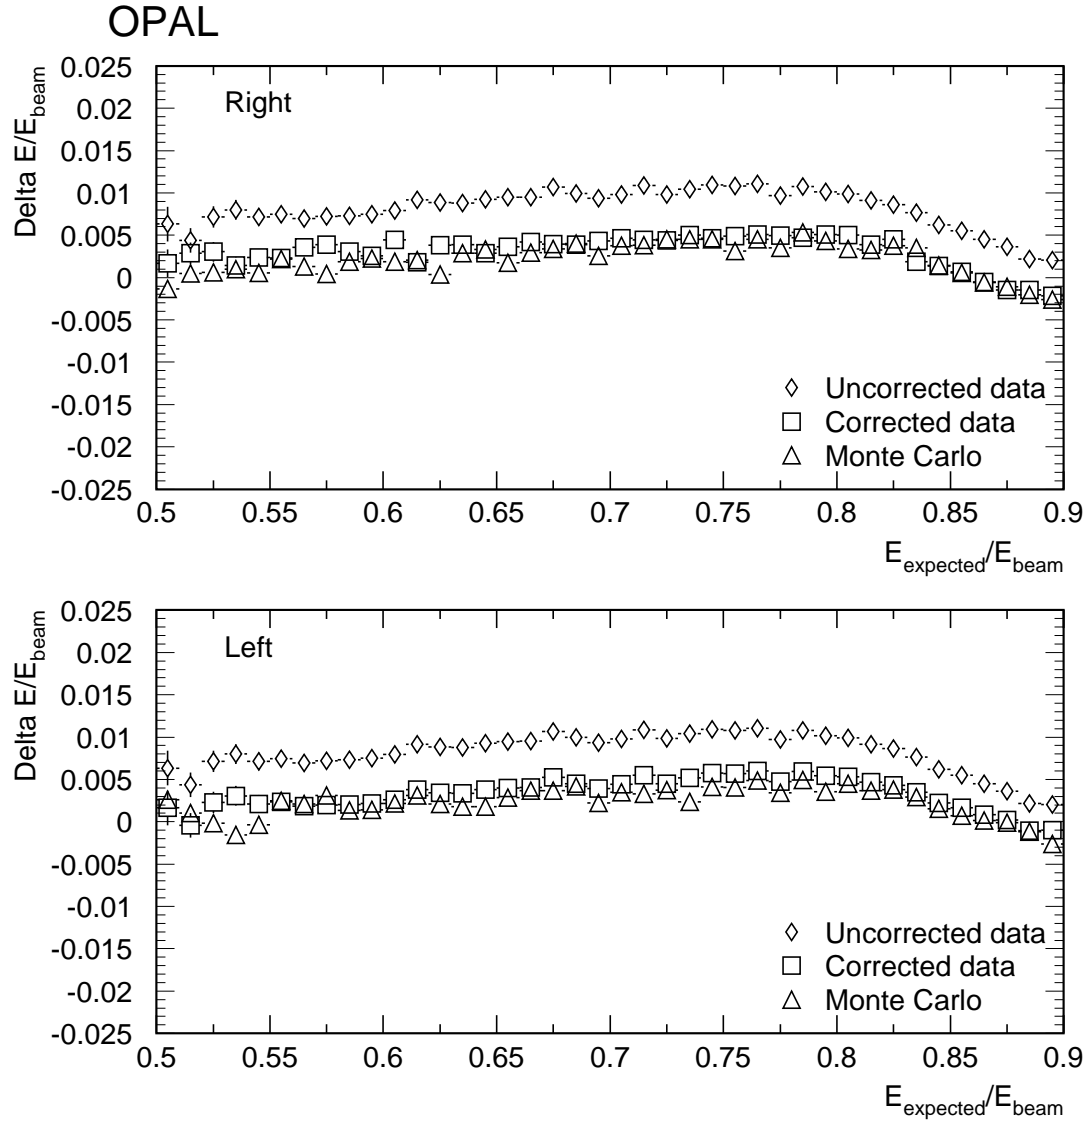 OPAL
Delta E/E_beam
0.025
0.02
0.015
0.01
0.005
0
-0.005
-0.01
-0.015
-0.02
-0.025
Right
Uncorrected data
Corrected data
Monte Carlo
0.5 0.55 0.6 0.65 0.7 0.75 0.8 0.85 0.9
E_expected/E_beam
Delta E/E_beam
0.025
0.02
0.015
0.01
0.005
0
-0.005
-0.01
-0.015
-0.02
-0.025
Left
Uncorrected data
Corrected data
Monte Carlo
0.5 0.55 0.6 0.65 0.7 0.75 0.8 0.85 0.9
E_expected/E_beam